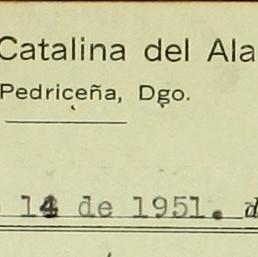 Catalina del Ala
Pedriceña, Dgo.
14 de 1951. d